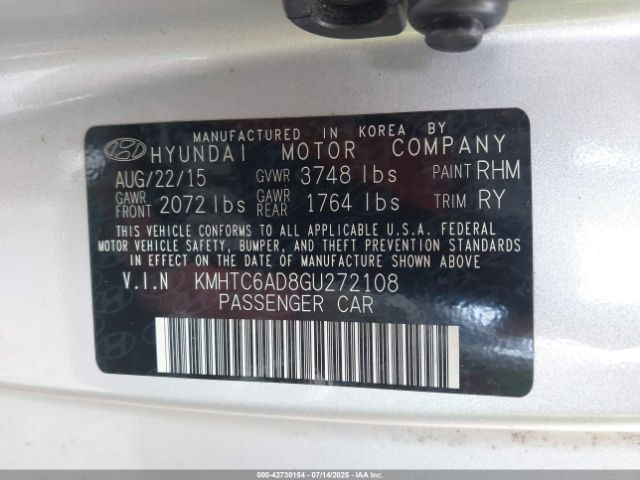 MANUFACTURED IN KOREA BY
HYUNDAI MOTOR COMPANY
AUG/22/15 GVWR 3748 lbs PAINT RHM
GAWR FRONT 2072 lbs GAWR REAR 1764 lbs TRIM RY
THIS VEHICLE CONFORMS TO ALL APPLICABLE U.S.A. FEDERAL
MOTOR VEHICLE SAFETY, BUMPER, AND THEFT PREVENTION STANDARDS
IN EFFECT ON THE DATE OF MANUFACTURE SHOWN ABOVE.
V.I.N KMHTC6AD8GU272108
PASSENGER CAR
000-42730154 07/14/2025 IAAI.COM